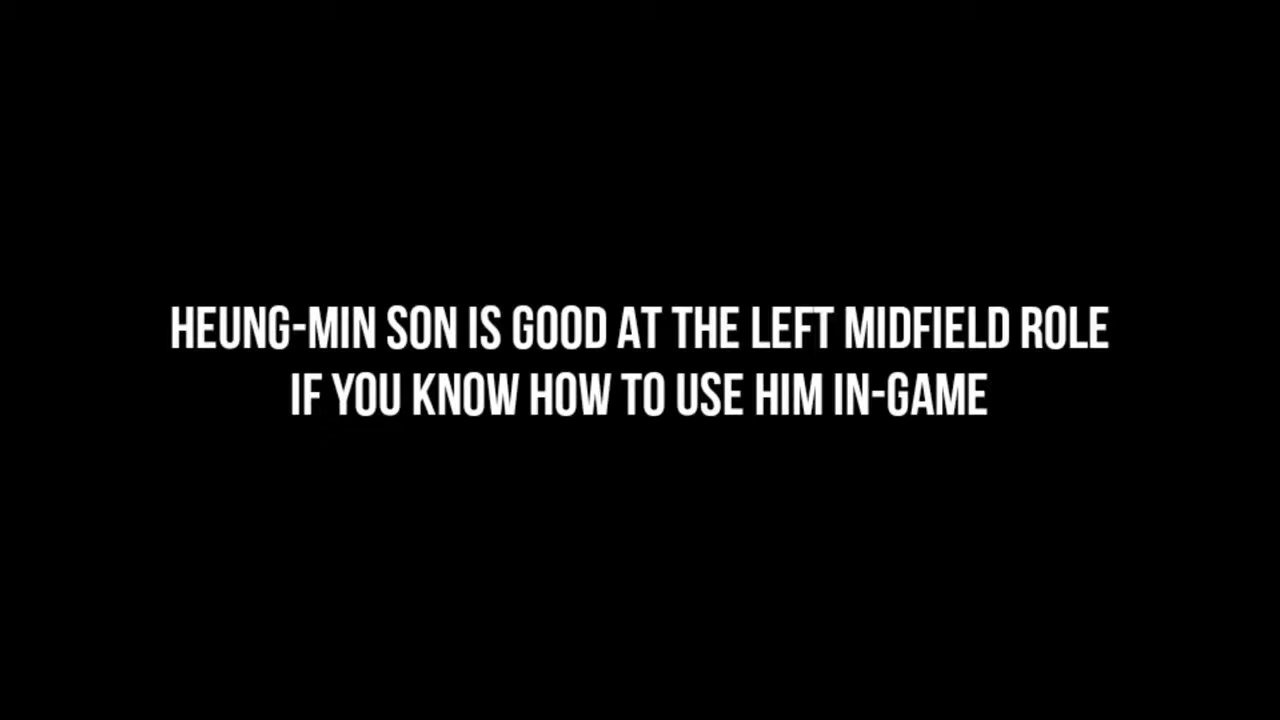 HEUNG-MIN SON IS GOOD AT THE LEFT MIDFIELD ROLE
IF YOU KNOW HOW TO USE HIM IN-GAME